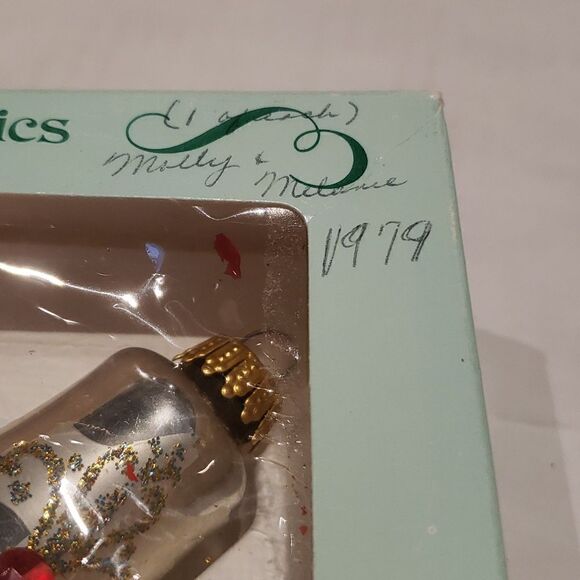 ics
(1 of each)
Molly &
Melanie
1979